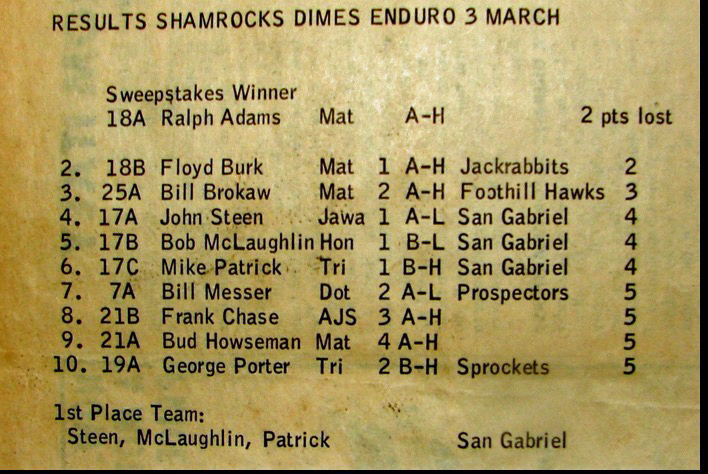 RESULTS SHAMROCKS DIMES ENDURO 3 MARCH
Sweepstakes Winner
18A Ralph Adams Mat A-H 2 pts lost
2. 18B Floyd Burk Mat 1 A-H Jackrabbits 2
3. 25A Bill Brokaw Mat 2 A-H Foothill Hawks 3
4. 17A John Steen Jawa 1 A-L San Gabriel 4
5. 17B Bob McLaughlin Hon 1 B-L San Gabriel 4
6. 17C Mike Patrick Tri 1 B-H San Gabriel 4
7. 7A Bill Messer Dot 2 A-L Prospectors 5
8. 21B Frank Chase AJS 3 A-H 5
9. 21A Bud Howseman Mat 4 A-H 5
10. 19A George Porter Tri 2 B-H Sprockets 5
1st Place Team:
Steen, McLaughlin, Patrick San Gabriel